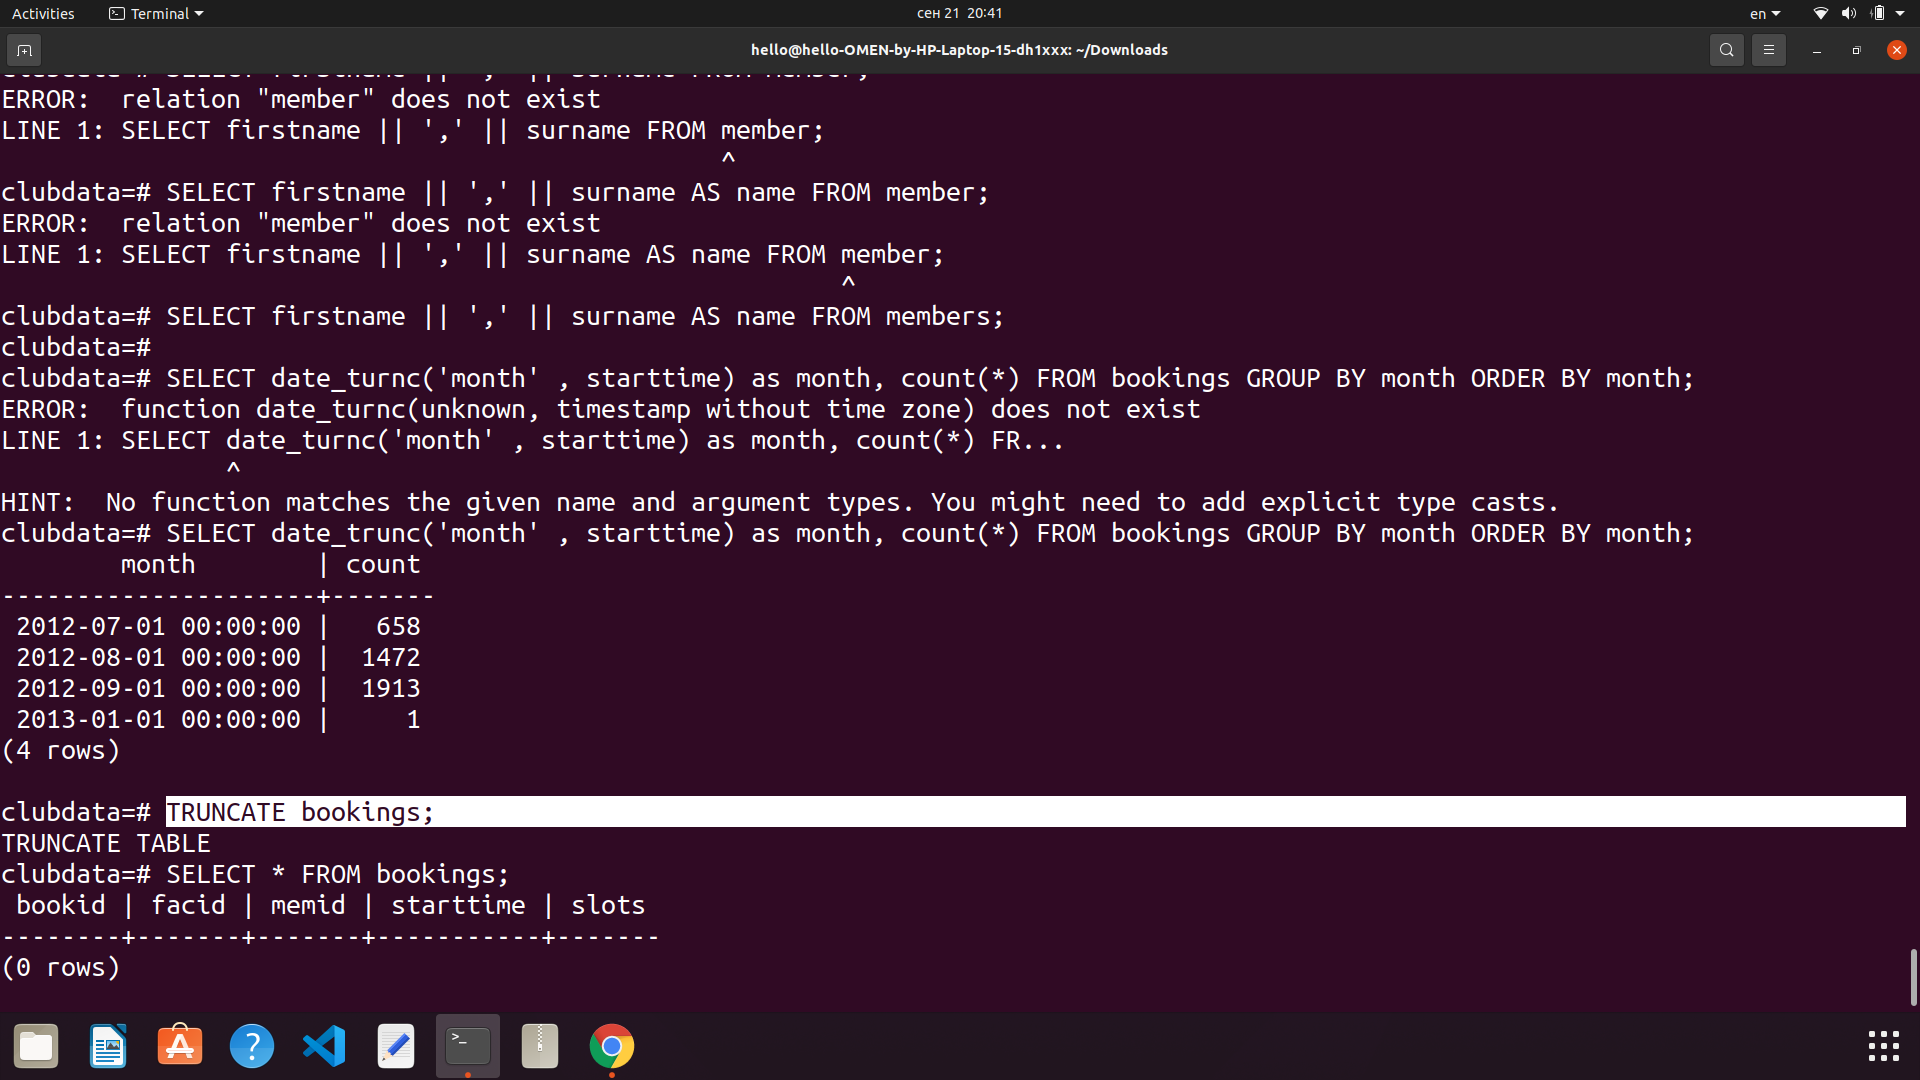 Activities
Terminal
сен 21 20:41
en
hello@hello-OMEN-by-HP-Laptop-15-dh1xxx: ~/Downloads
ERROR:  relation "member" does not exist
LINE 1: SELECT firstname || ',' || surname FROM member;
                                                ^
clubdata=# SELECT firstname || ',' || surname AS name FROM member;
ERROR:  relation "member" does not exist
LINE 1: SELECT firstname || ',' || surname AS name FROM member;
                                                        ^
clubdata=# SELECT firstname || ',' || surname AS name FROM members;
clubdata=#
clubdata=# SELECT date_turnc('month' , starttime) as month, count(*) FROM bookings GROUP BY month ORDER BY month;
ERROR:  function date_turnc(unknown, timestamp without time zone) does not exist
LINE 1: SELECT date_turnc('month' , starttime) as month, count(*) FR...
               ^
HINT:  No function matches the given name and argument types. You might need to add explicit type casts.
clubdata=# SELECT date_trunc('month' , starttime) as month, count(*) FROM bookings GROUP BY month ORDER BY month;
        month        | count
---------------------+-------
 2012-07-01 00:00:00 |   658
 2012-08-01 00:00:00 |  1472
 2012-09-01 00:00:00 |  1913
 2013-01-01 00:00:00 |     1
(4 rows)
clubdata=# TRUNCATE bookings;
TRUNCATE TABLE
clubdata=# SELECT * FROM bookings;
 bookid | facid | memid | starttime | slots
--------+-------+-------+-----------+-------
(0 rows)